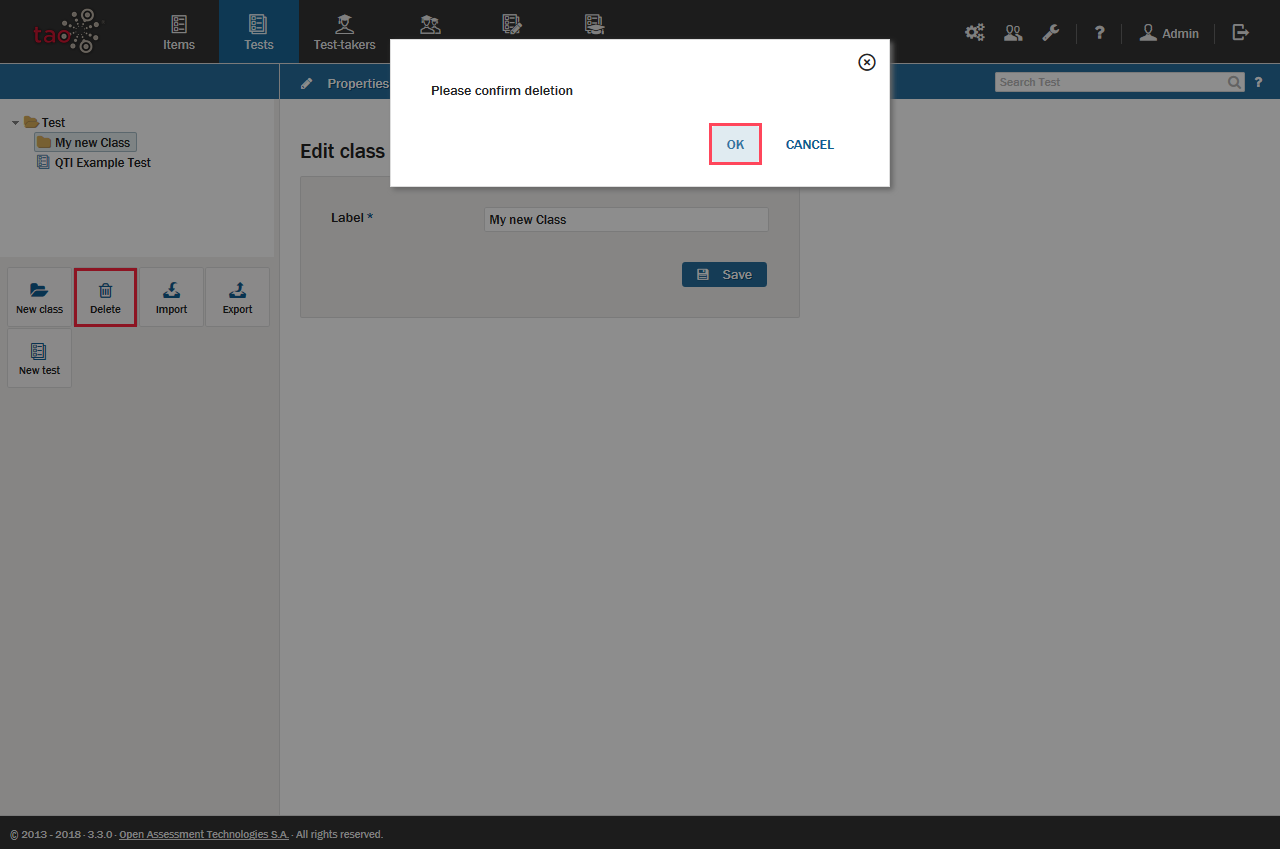 tao
Items
Tests
Test-takers
?
Admin
Properties
Search Test
?
Please confirm deletion
OK
CANCEL
Test
My new Class
QTI Example Test
Edit class
Label *
My new Class
Save
New class
Delete
Import
Export
New test
© 2013 - 2018 · 3.3.0 · Open Assessment Technologies S.A. · All rights reserved.